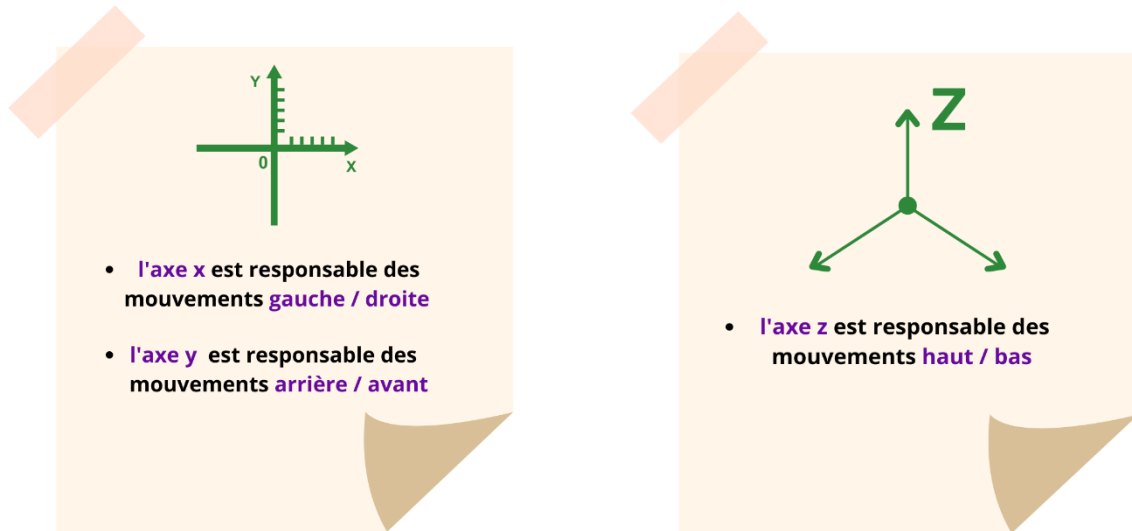 Y
0
X
• l'axe x est responsable des
mouvements gauche / droite
• l'axe y est responsable des
mouvements arrière / avant
Z
• l'axe z est responsable des
mouvements haut / bas